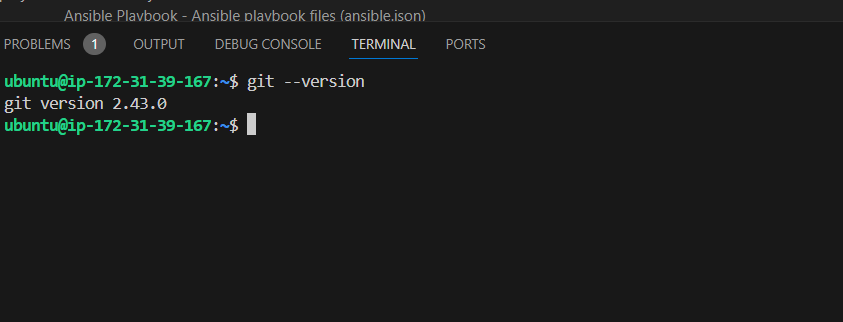 Ansible Playbook - Ansible playbook files (ansible.json)
PROBLEMS 1 OUTPUT DEBUG CONSOLE TERMINAL PORTS
ubuntu@ip-172-31-39-167:~$ git --version
git version 2.43.0
ubuntu@ip-172-31-39-167:~$